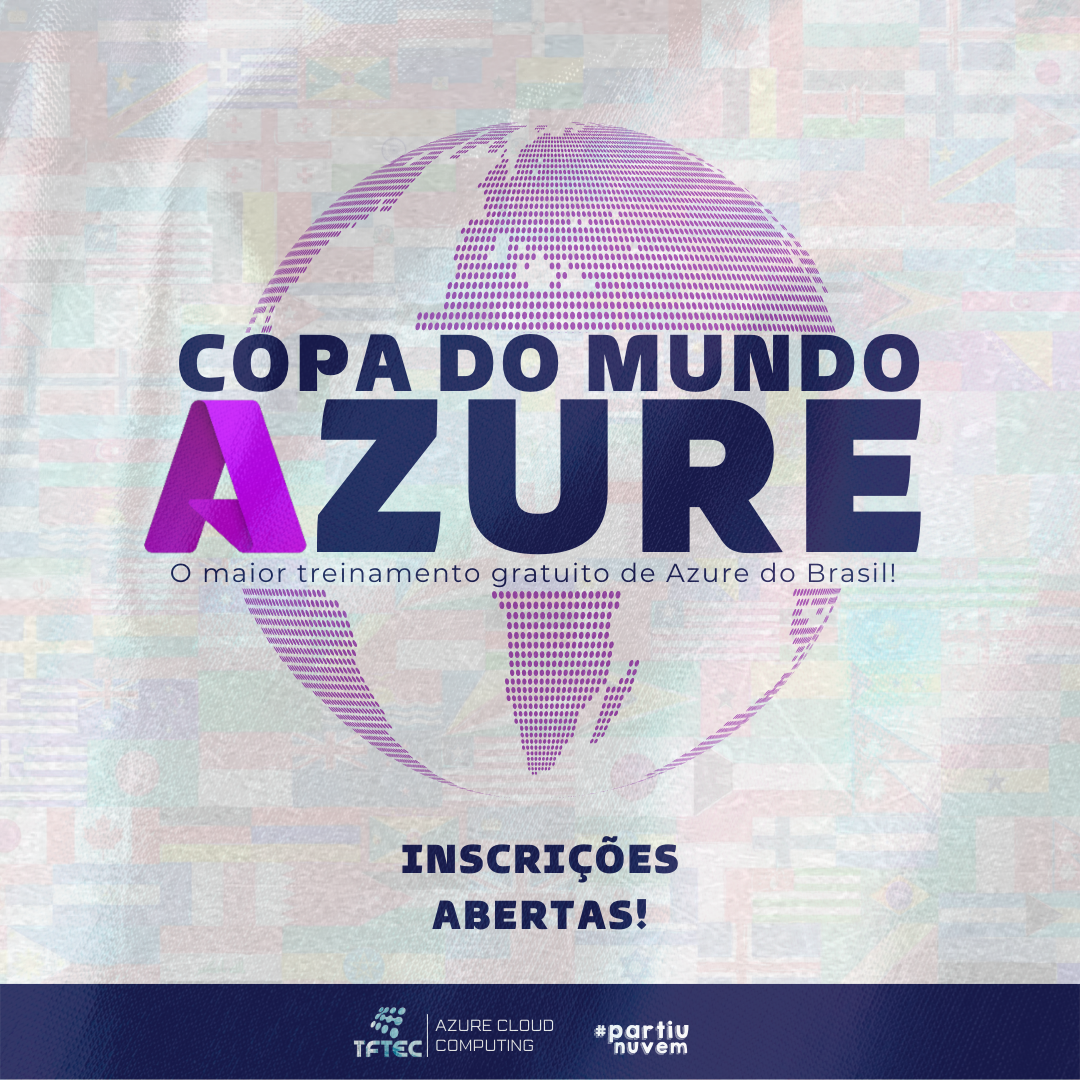 COPA DO MUNDO
AZURE
O maior treinamento gratuito de Azure do Brasil!
INSCRIÇÕES
ABERTAS!
TFTEC
AZURE CLOUD
COMPUTING
#partiu
nuvem